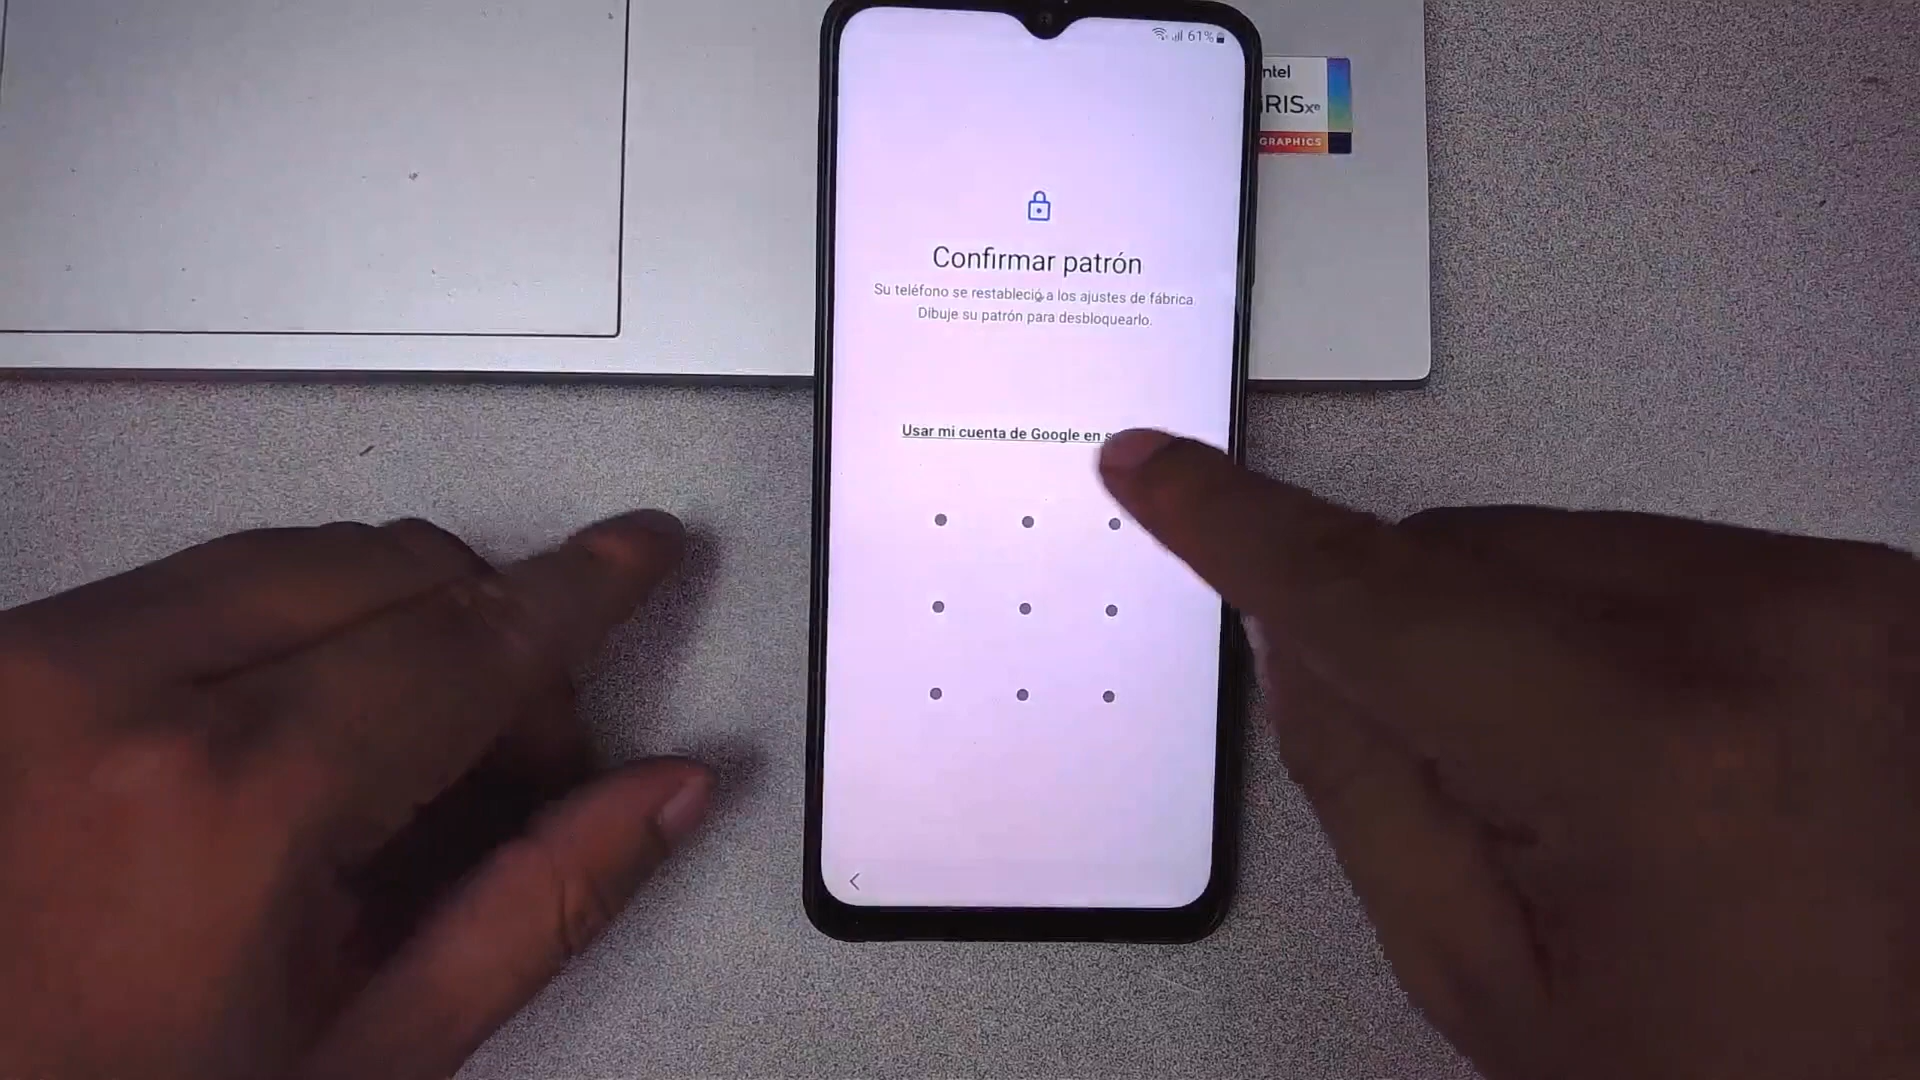 61%
ntel
iRISxe
GRAPHICS
Confirmar patrón
Su teléfono se restableció a los ajustes de fábrica.
Dibuje su patrón para desbloquearlo.
Usar mi cuenta de Google en